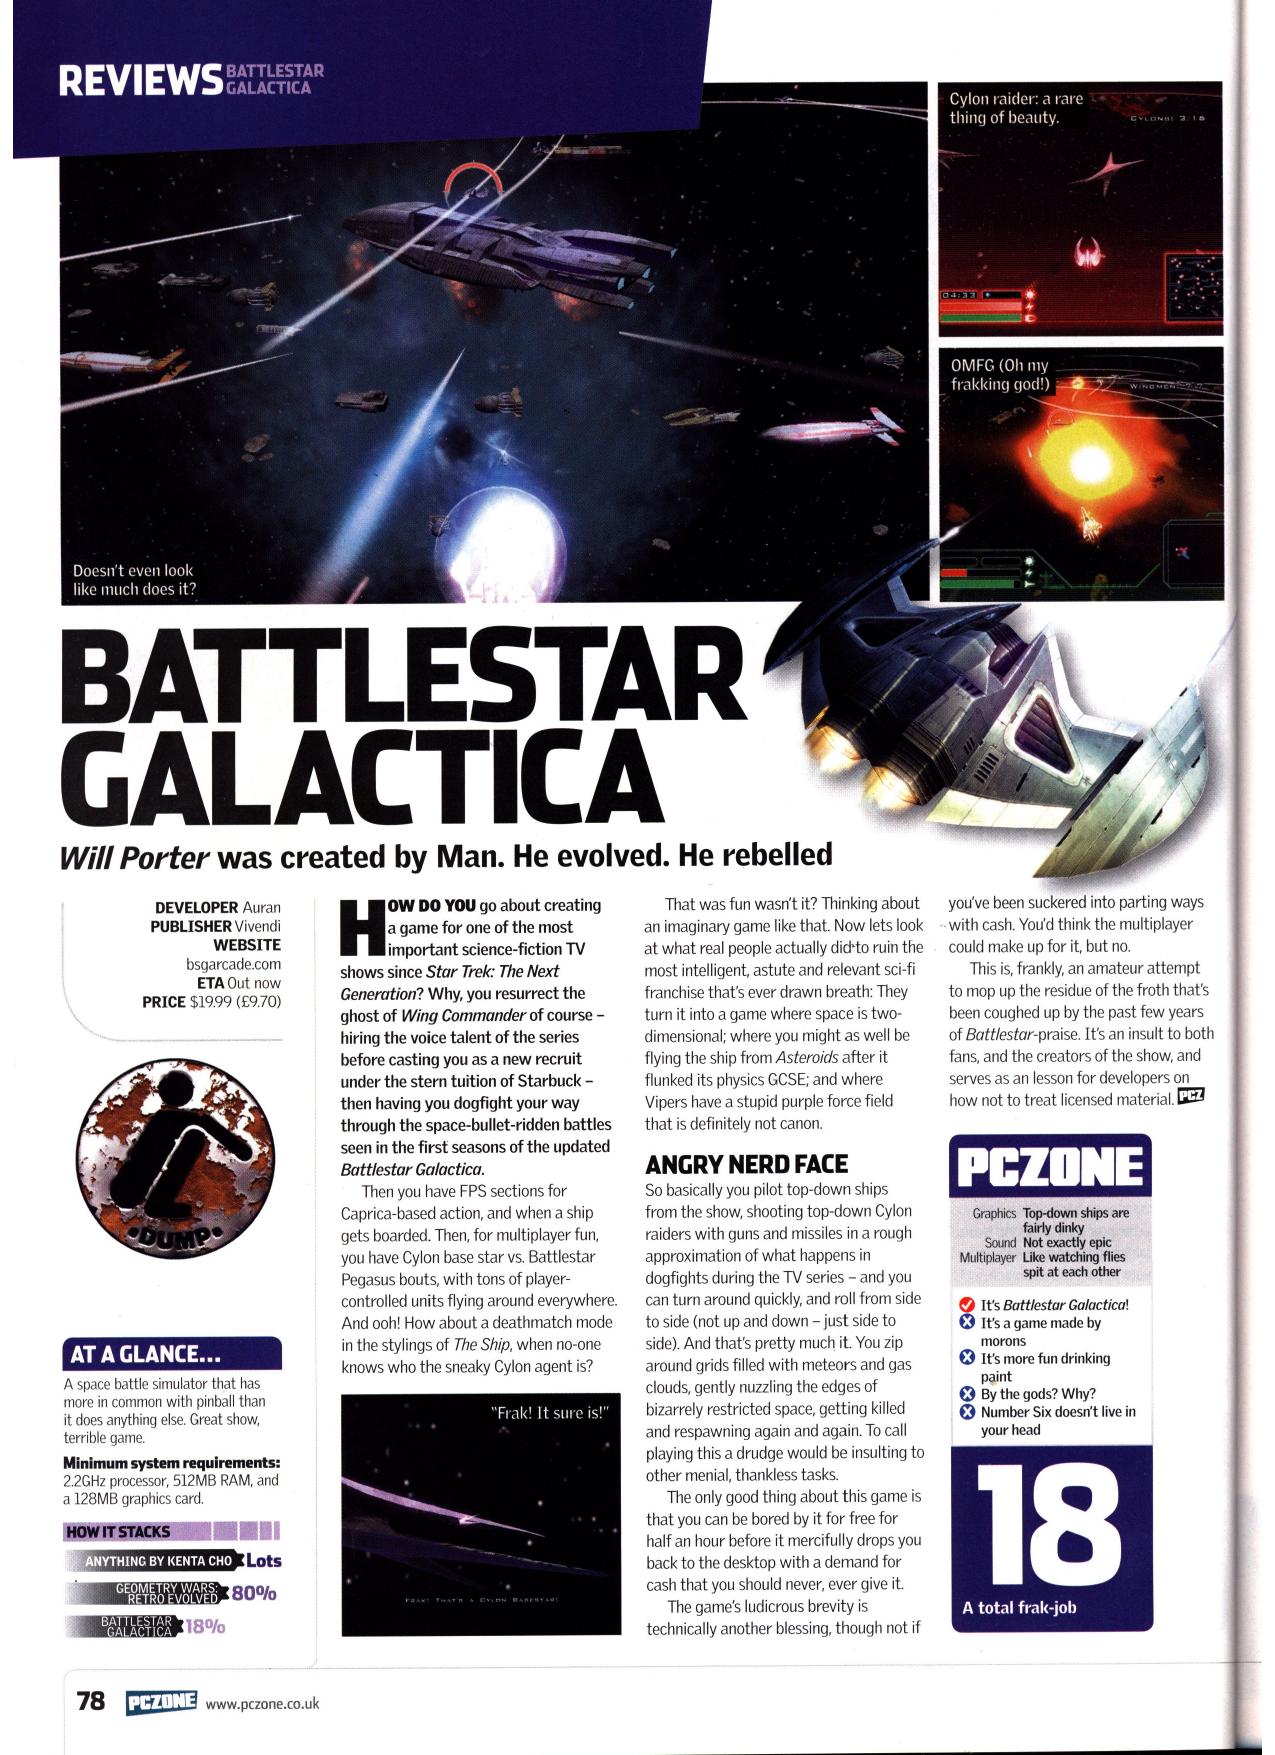 REVIEWS BATTLESTAR
GALACTICA
Cylon raider: a rare
thing of beauty.
CYLONS: 3/16
04:33
OMFG (Oh my
frakking god!)
Doesn't even look
like much does it?
BATTLESTAR
GALACTICA
Will Porter was created by Man. He evolved. He rebelled
DEVELOPER Auran
PUBLISHER Vivendi
WEBSITE
bsgarcade.com
ETA Out now
PRICE $19.99 (£9.70)
•DUMP•
AT A GLANCE...
A space battle simulator that has
more in common with pinball than
it does anything else. Great show,
terrible game.
Minimum system requirements:
2.2GHz processor, 512MB RAM, and
a 128MB graphics card.
HOW IT STACKS
ANYTHING BY KENTA CHO Lots
GEOMETRY WARS:
RETRO EVOLVED 80%
BATTLESTAR
GALACTICA 18%
HOW DO YOU go about creating
a game for one of the most
important science-fiction TV
shows since Star Trek: The Next
Generation? Why, you resurrect the
ghost of Wing Commander of course –
hiring the voice talent of the series
before casting you as a new recruit
under the stern tuition of Starbuck –
then having you dogfight your way
through the space-bullet-ridden battles
seen in the first seasons of the updated
Battlestar Galactica.
Then you have FPS sections for
Caprica-based action, and when a ship
gets boarded. Then, for multiplayer fun,
you have Cylon base star vs. Battlestar
Pegasus bouts, with tons of player-
controlled units flying around everywhere.
And ooh! How about a deathmatch mode
in the stylings of The Ship, when no-one
knows who the sneaky Cylon agent is?
"Frak! It sure is!"
FRAK! THAT'S A CYLON BASESTAR!
That was fun wasn't it? Thinking about
an imaginary game like that. Now lets look
at what real people actually did to ruin the
most intelligent, astute and relevant sci-fi
franchise that's ever drawn breath: They
turn it into a game where space is two-
dimensional; where you might as well be
flying the ship from Asteroids after it
flunked its physics GCSE; and where
Vipers have a stupid purple force field
that is definitely not canon.
ANGRY NERD FACE
So basically you pilot top-down ships
from the show, shooting top-down Cylon
raiders with guns and missiles in a rough
approximation of what happens in
dogfights during the TV series – and you
can turn around quickly, and roll from side
to side (not up and down – just side to
side). And that's pretty much it. You zip
around grids filled with meteors and gas
clouds, gently nuzzling the edges of
bizarrely restricted space, getting killed
and respawning again and again. To call
playing this a drudge would be insulting to
other menial, thankless tasks.
The only good thing about this game is
that you can be bored by it for free for
half an hour before it mercifully drops you
back to the desktop with a demand for
cash that you should never, ever give it.
The game's ludicrous brevity is
technically another blessing, though not if
you've been suckered into parting ways
with cash. You'd think the multiplayer
could make up for it, but no.
This is, frankly, an amateur attempt
to mop up the residue of the froth that's
been coughed up by the past few years
of Battlestar-praise. It's an insult to both
fans, and the creators of the show, and
serves as an lesson for developers on
how not to treat licensed material. PCZ
PCZONE
Graphics Top-down ships are
fairly dinky
Sound Not exactly epic
Multiplayer Like watching flies
spit at each other
It's Battlestar Galactica!
It's a game made by
morons
It's more fun drinking
paint
By the gods? Why?
Number Six doesn't live in
your head
18
A total frak-job
78 PCZONE www.pczone.co.uk